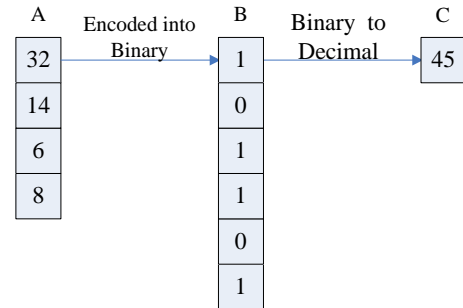 A
B
C
Encoded into
Binary
Binary to
Decimal
32
14
6
8
1
0
1
1
0
1
45